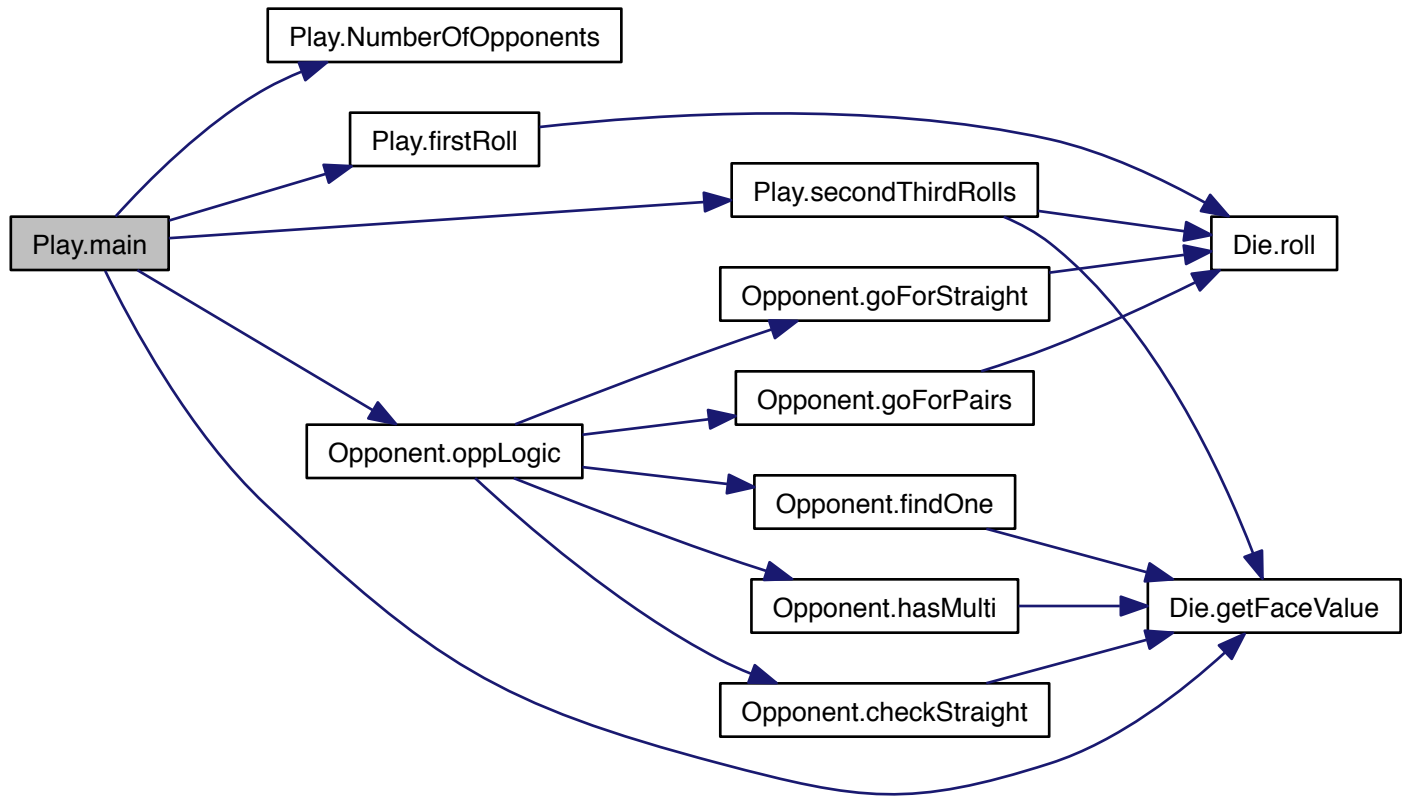 Play.NumberOfOpponents
Play.firstRoll
Play.secondThirdRolls
Play.main
Die.roll
Opponent.goForStraight
Opponent.goForPairs
Opponent.oppLogic
Opponent.findOne
Opponent.hasMulti
Die.getFaceValue
Opponent.checkStraight